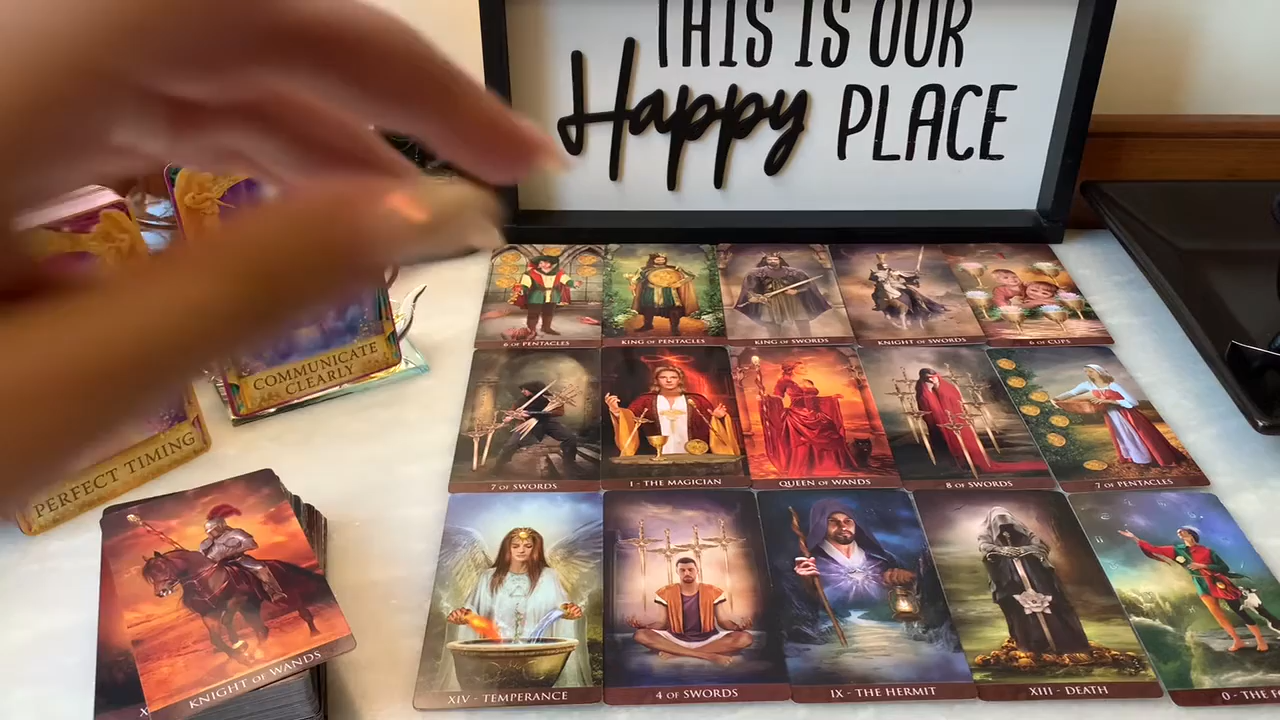 THIS IS OUR
Happy PLACE
6 OF PENTACLES
KING OF PENTACLES
KING OF SWORDS
KNIGHT OF SWORDS
6 OF CUPS
COMMUNICATE
CLEARLY
PERFECT TIMING
7 OF SWORDS
I - THE MAGICIAN
QUEEN OF WANDS
8 OF SWORDS
7 OF PENTACLES
KNIGHT OF WANDS
XIV - TEMPERANCE
4 OF SWORDS
IX - THE HERMIT
XIII - DEATH
0 - THE